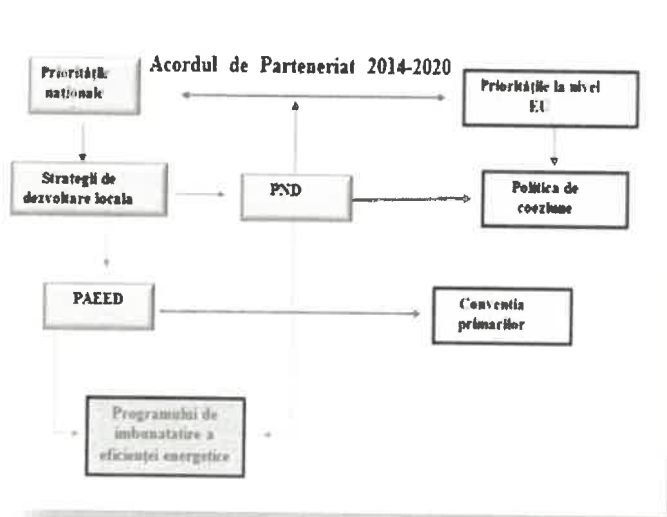 Acordul de Parteneriat 2014-2020
Prioritățile
naționale
Prioritățile la nivel
EU
Strategii de
dezvoltare locala
PND
Politica de
coeziune
PAEED
Conventia
primarilor
Programului de
imbunatatire a
eficienței energetice